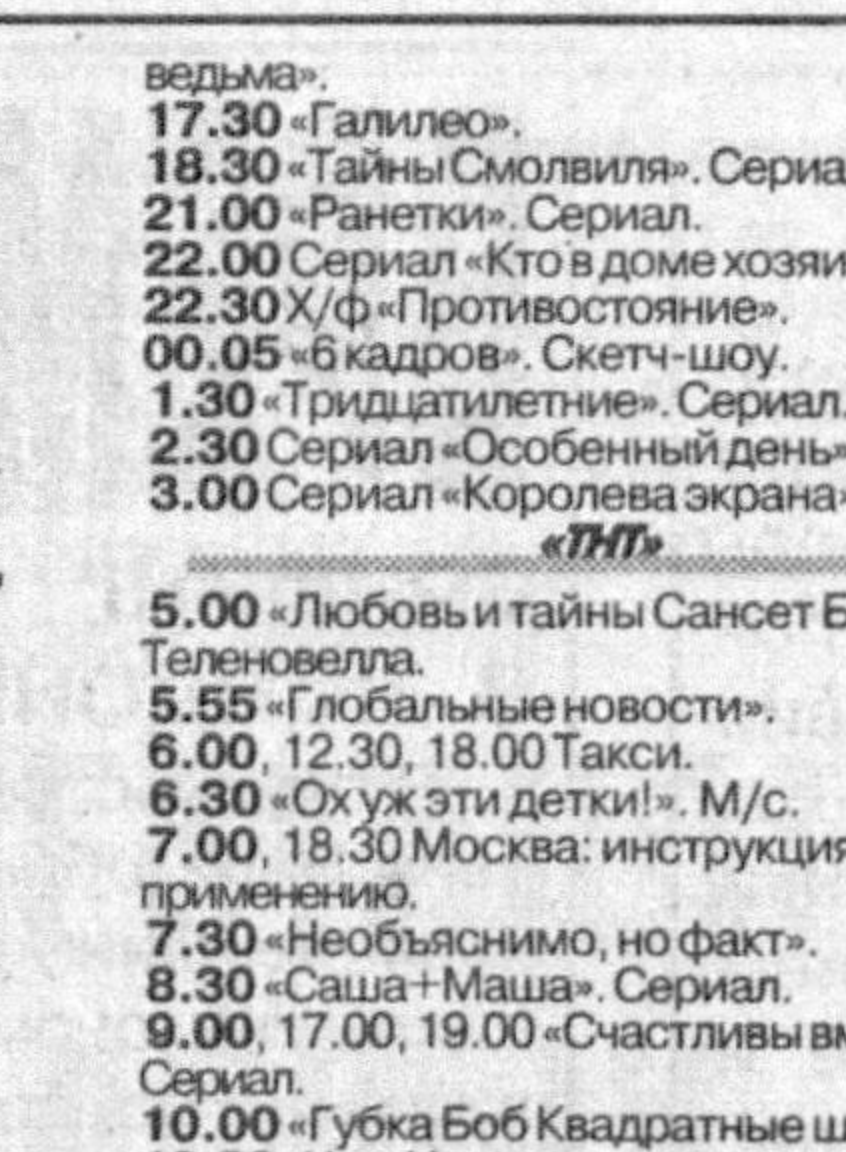 ведьма».
17.30 «Галилео».
18.30 «Тайны Смолвиля». Сериа
21.00 «Ранетки». Сериал.
22.00 Сериал «Кто в доме хозяи
22.30 Х/ф «Противостояние».
00.05 «6 кадров». Скетч-шоу.
1.30 «Тридцатилетние». Сериал.
2.30 Сериал «Особенный день»
3.00 Сериал «Королева экрана»
«ТНТ»
5.00 «Любовь и тайны Сансет Б
Теленовелла.
5.55 «Глобальные новости».
6.00, 12.30, 18.00 Такси.
6.30 «Ох уж эти детки!». М/с.
7.00, 18.30 Москва: инструкция
применению.
7.30 «Необъяснимо, но факт».
8.30 «Саша+Маша». Сериал.
9.00, 17.00, 19.00 «Счастливы вм
Сериал.
10.00 «Губка Боб Квадратные ш